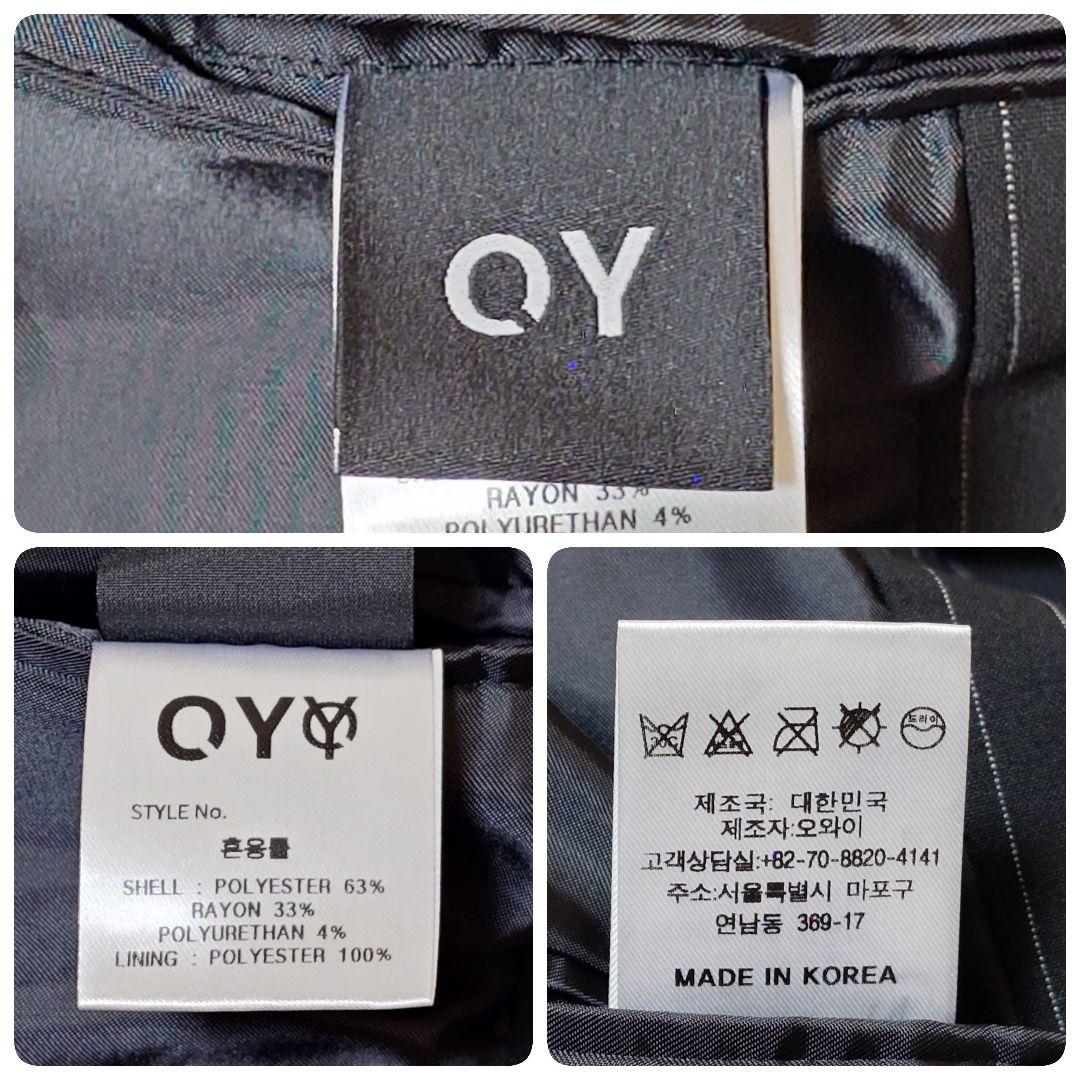 OY
RAYON 33%
POLYURETHAN 4%
OY
STYLE No.
혼용률
SHELL : POLYESTER 63%
RAYON 33%
POLYURETHAN 4%
LINING : POLYESTER 100%
드라이
제조국: 대한민국
제조자:오와이
고객상담실:+82-70-8820-4141
주소:서울특별시 마포구
연남동 369-17
MADE IN KOREA